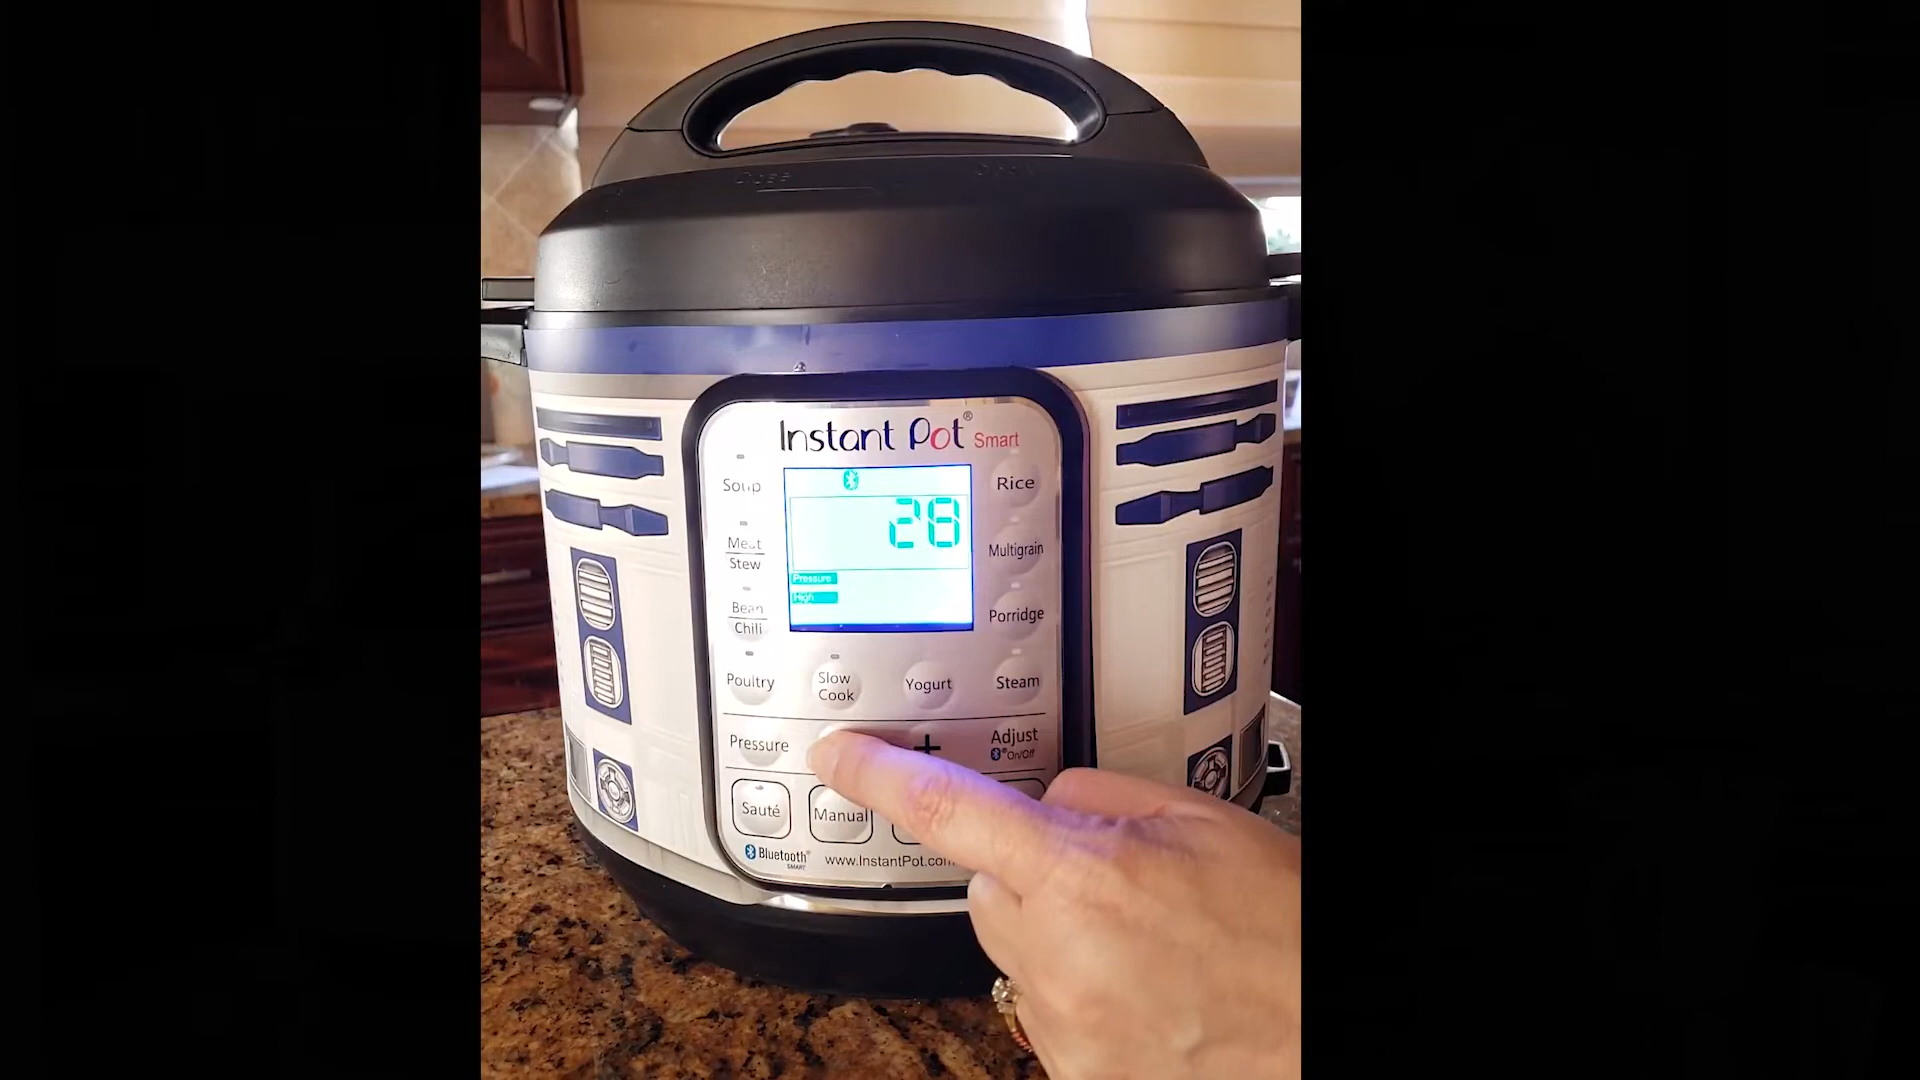 Close
Instant Pot® Smart
Soup
28
Rice
Meat
Stew
Multigrain
Pressure
High
Bean
Chili
Porridge
Poultry
Slow
Cook
Yogurt
Steam
Pressure
+
Adjust
On/Off
Sauté
Manual
Bluetooth®
SMART
www.InstantPot.com